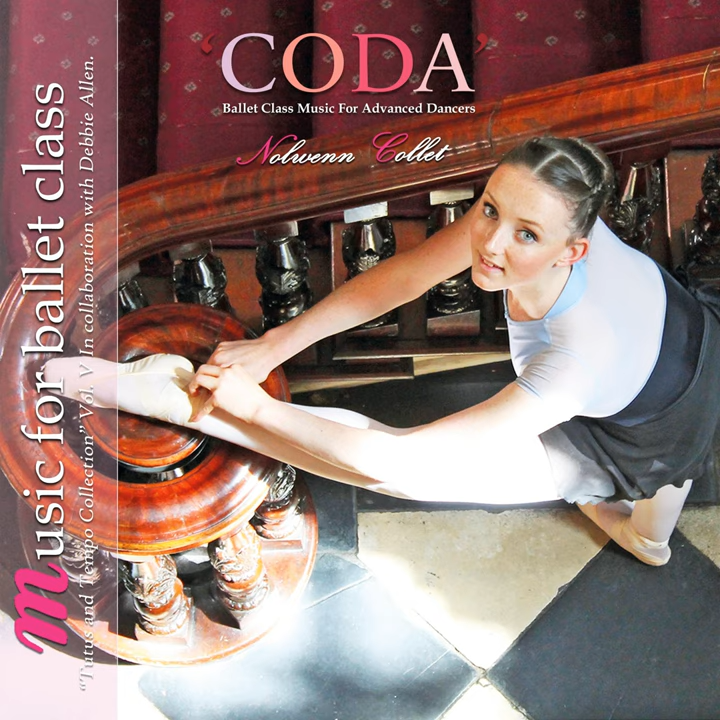 ‘CODA’
Ballet Class Music For Advanced Dancers
Nolwenn Collet
Music for ballet class
“Tutus and Tempo Collection” Vol. V In collaboration with Debbie Allen.